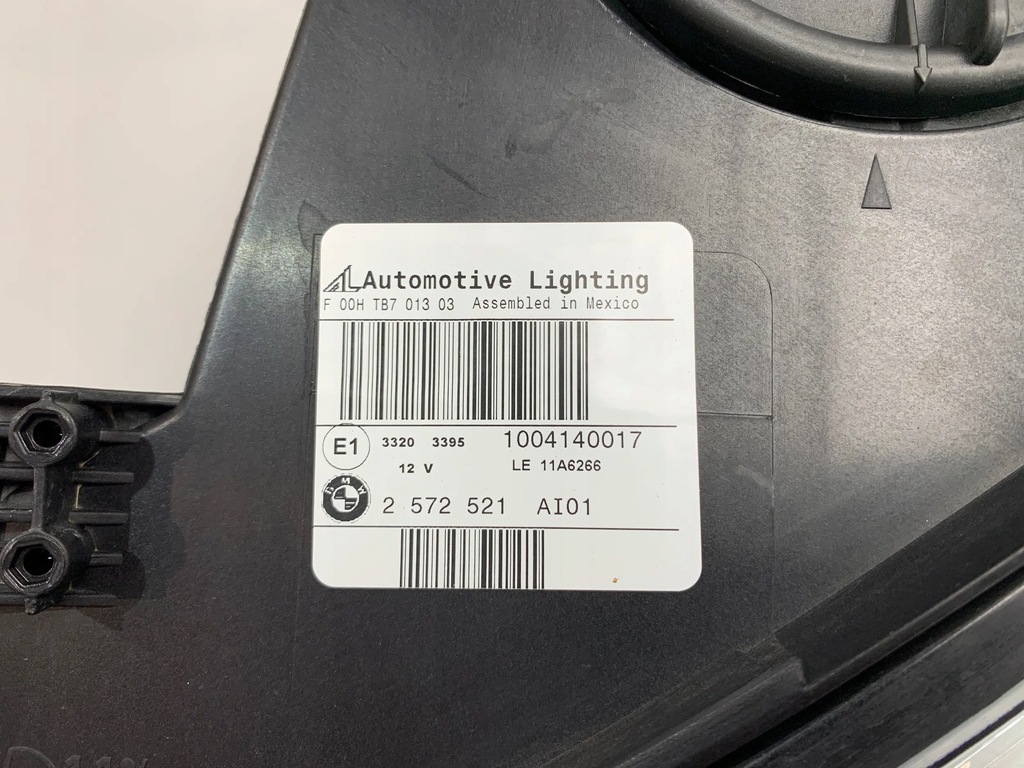 AL Automotive Lighting
F 00H TB7 013 03 Assembled in Mexico
E1 3320 3395 1004140017
12 V LE 11A6266
BMW 2 572 521 AI01